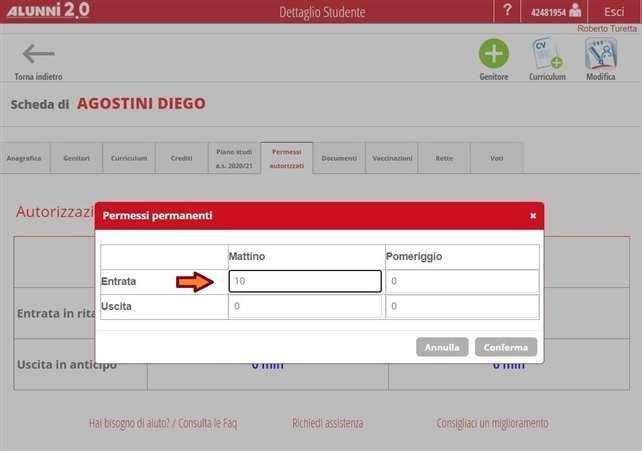 ALUNNI 2.0
Dettaglio Studente
?
42481954
Esci
Roberto Turetta
Torna indietro
Genitore
CV
Curriculum
Modifica
Scheda di AGOSTINI DIEGO
Anagrafica
Genitori
Curriculum
Crediti
Piano studi
a.s. 2020/21
Permessi
autorizzati
Documenti
Vaccinazioni
Rette
Voti
Autorizzazi
Permessi permanenti
Mattino
Pomeriggio
Entrata
10
0
Uscita
0
0
Annulla
Conferma
Entrata in rita
Uscita in anticipo
0 min
0 min
Hai bisogno di aiuto? / Consulta le Faq
Richiedi assistenza
Consigliaci un miglioramento